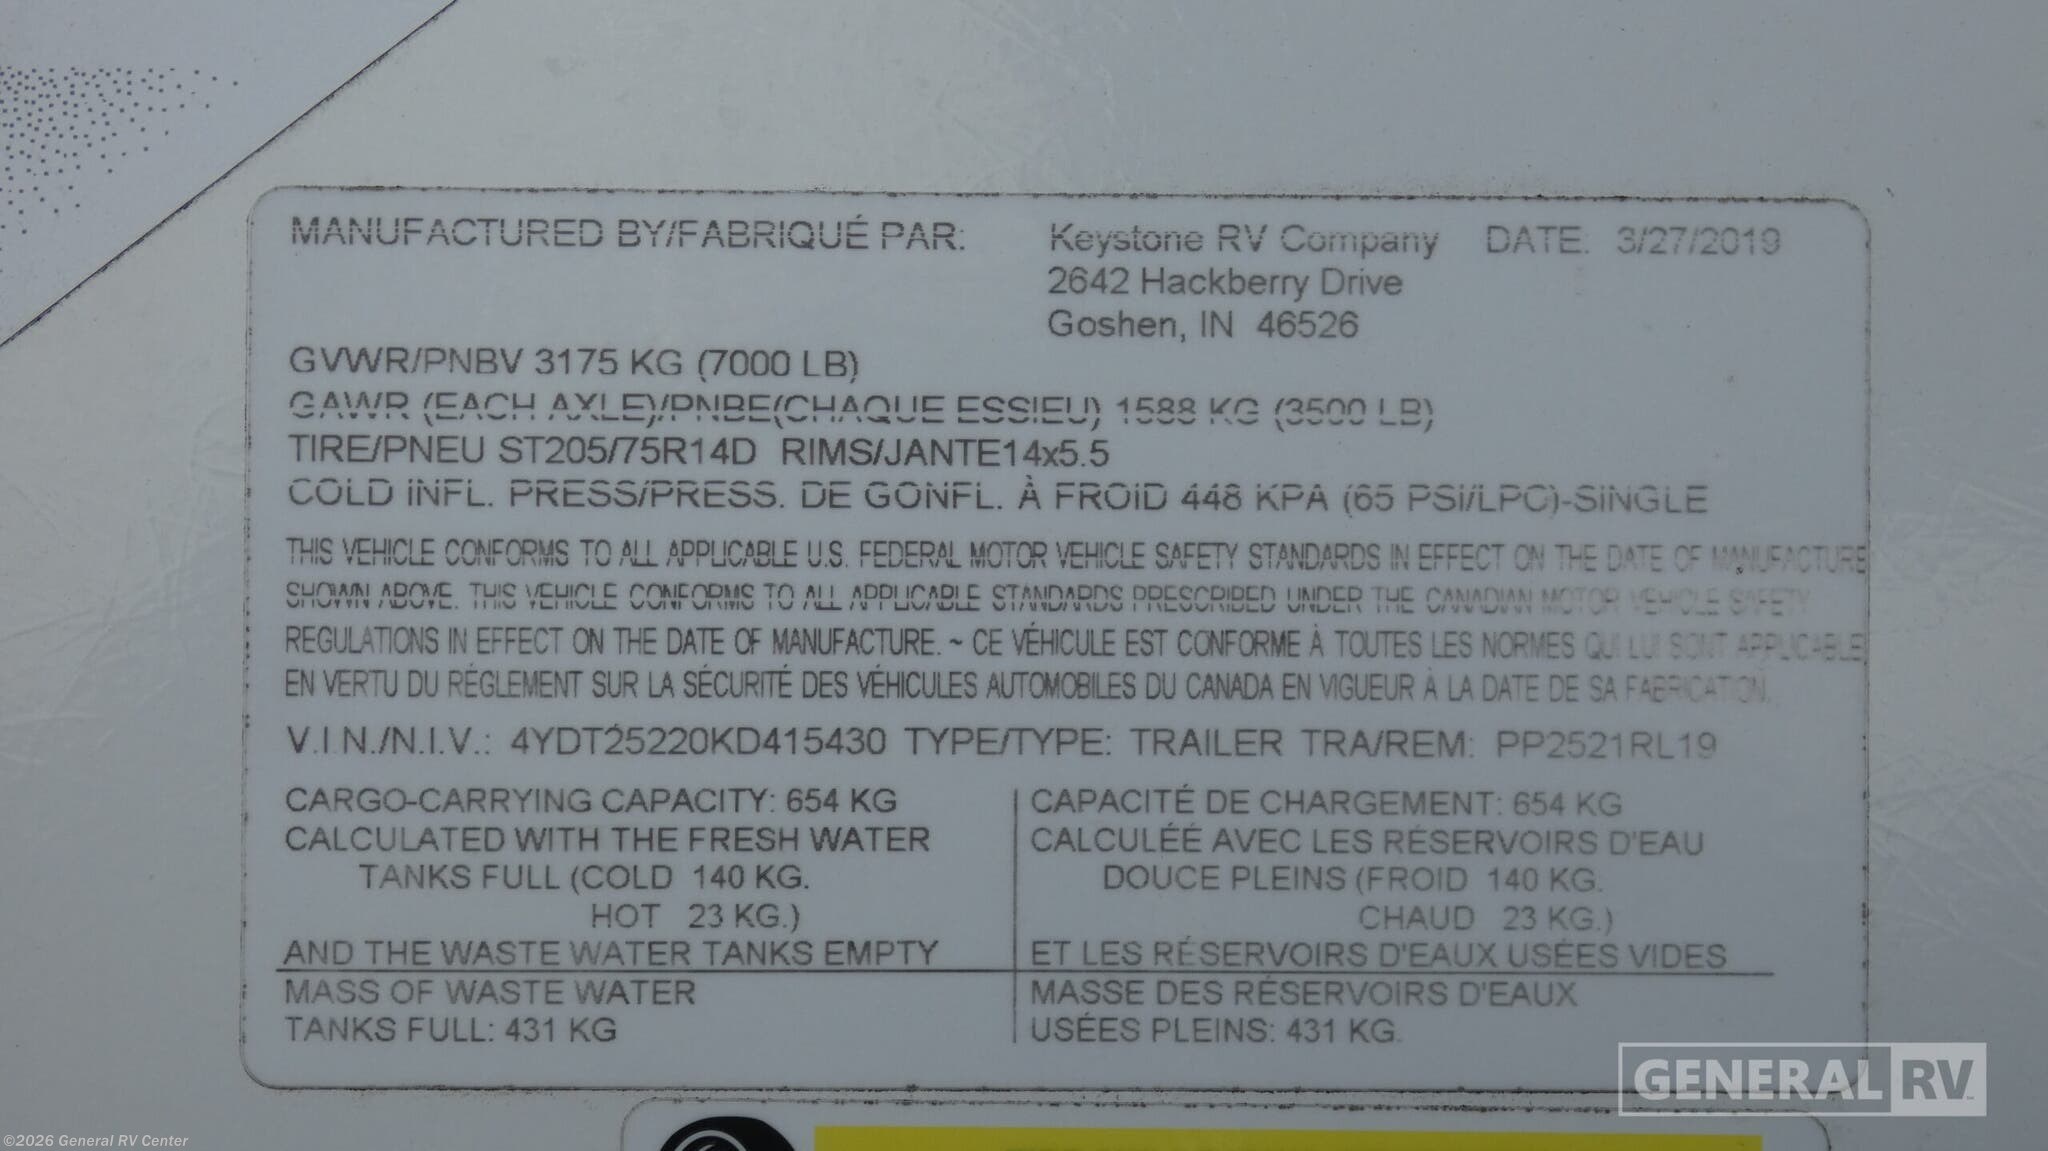 MANUFACTURED BY/FABRIQUÉ PAR: Keystone RV Company DATE: 3/27/2019
2642 Hackberry Drive
Goshen, IN 46526
GVWR/PNBV 3175 KG (7000 LB)
GAWR (EACH AXLE)/PNBE(CHAQUE ESSIEU) 1588 KG (3500 LB)
TIRE/PNEU ST205/75R14D RIMS/JANTE14x5.5
COLD INFL. PRESS/PRESS. DE GONFL. À FROID 448 KPA (65 PSI/LPC)-SINGLE
THIS VEHICLE CONFORMS TO ALL APPLICABLE U.S. FEDERAL MOTOR VEHICLE SAFETY STANDARDS IN EFFECT ON THE DATE OF MANUFACTURE
SHOWN ABOVE. THIS VEHICLE CONFORMS TO ALL APPLICABLE STANDARDS PRESCRIBED UNDER THE CANADIAN MOTOR VEHICLE SAFETY
REGULATIONS IN EFFECT ON THE DATE OF MANUFACTURE. ~ CE VÉHICULE EST CONFORME À TOUTES LES NORMES QUI LUI SONT APPLICABLE
EN VERTU DU RÉGLEMENT SUR LA SÉCURITÉ DES VÉHICULES AUTOMOBILES DU CANADA EN VIGUEUR À LA DATE DE SA FABRICATION.
V.I.N./N.I.V.: 4YDT25220KD415430 TYPE/TYPE: TRAILER TRA/REM: PP2521RL19
CARGO-CARRYING CAPACITY: 654 KG
CALCULATED WITH THE FRESH WATER
TANKS FULL (COLD 140 KG.
HOT 23 KG.)
AND THE WASTE WATER TANKS EMPTY
MASS OF WASTE WATER
TANKS FULL: 431 KG
CAPACITÉ DE CHARGEMENT: 654 KG
CALCULÉÉ AVEC LES RÉSERVOIRS D'EAU
DOUCE PLEINS (FROID 140 KG.
CHAUD 23 KG.)
ET LES RÉSERVOIRS D'EAUX USÉES VIDES
MASSE DES RÉSERVOIRS D'EAUX
USÉES PLEINS: 431 KG.
GENERAL RV
©2026 General RV Center